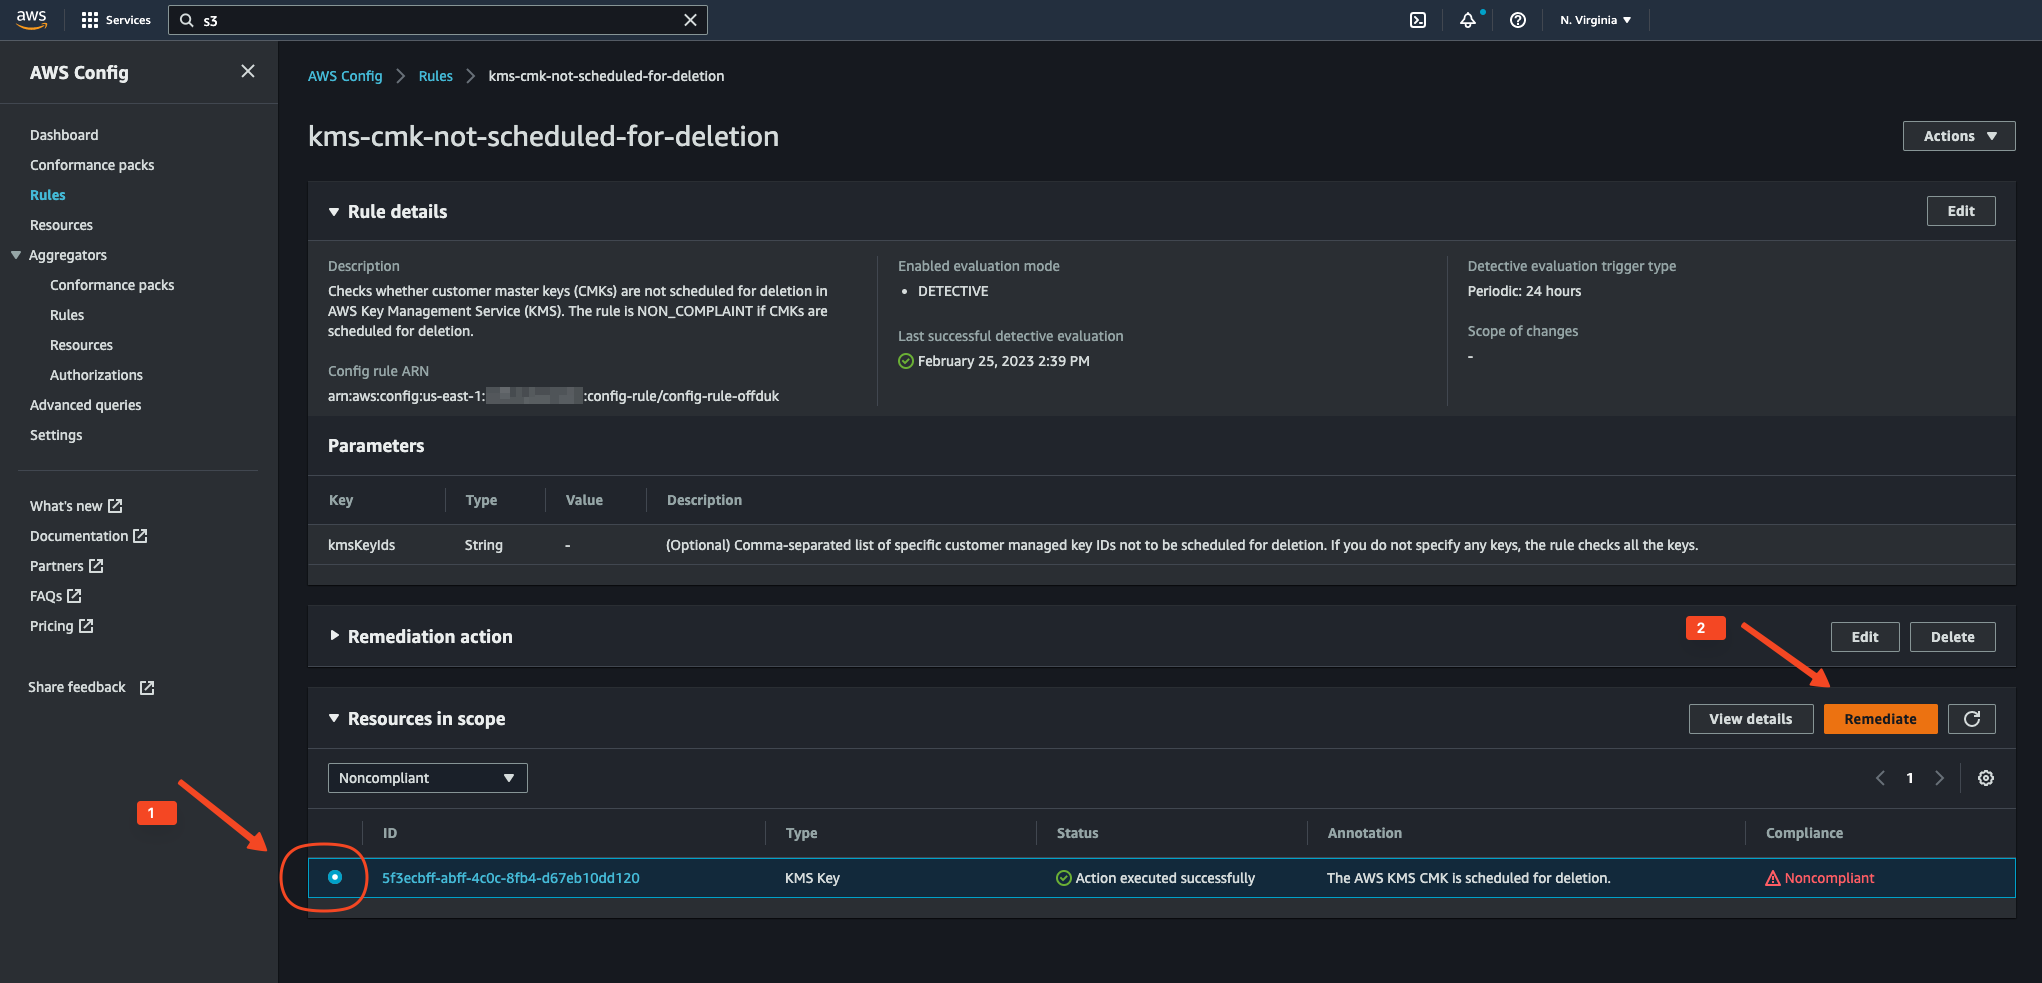 aws
Services
s3
N. Virginia
AWS Config
Dashboard
Conformance packs
Rules
Resources
Aggregators
Conformance packs
Rules
Resources
Authorizations
Advanced queries
Settings
What's new
Documentation
Partners
FAQs
Pricing
Share feedback
AWS Config
Rules
kms-cmk-not-scheduled-for-deletion
kms-cmk-not-scheduled-for-deletion
Actions
Rule details
Edit
Description
Checks whether customer master keys (CMKs) are not scheduled for deletion in
AWS Key Management Service (KMS). The rule is NON_COMPLAINT if CMKs are
scheduled for deletion.
Config rule ARN
arn:aws:config:us-east-1: :config-rule/config-rule-offduk
Enabled evaluation mode
• DETECTIVE
Last successful detective evaluation
February 25, 2023 2:39 PM
Detective evaluation trigger type
Periodic: 24 hours
Scope of changes
-
Parameters
Key Type Value Description
kmsKeyIds String - (Optional) Comma-separated list of specific customer managed key IDs not to be scheduled for deletion. If you do not specify any keys, the rule checks all the keys.
Remediation action
2
Edit
Delete
Resources in scope
View details
Remediate
Noncompliant
1
1
ID Type Status Annotation Compliance
5f3ecbff-abff-4c0c-8fb4-d67eb10dd120 KMS Key Action executed successfully The AWS KMS CMK is scheduled for deletion. Noncompliant